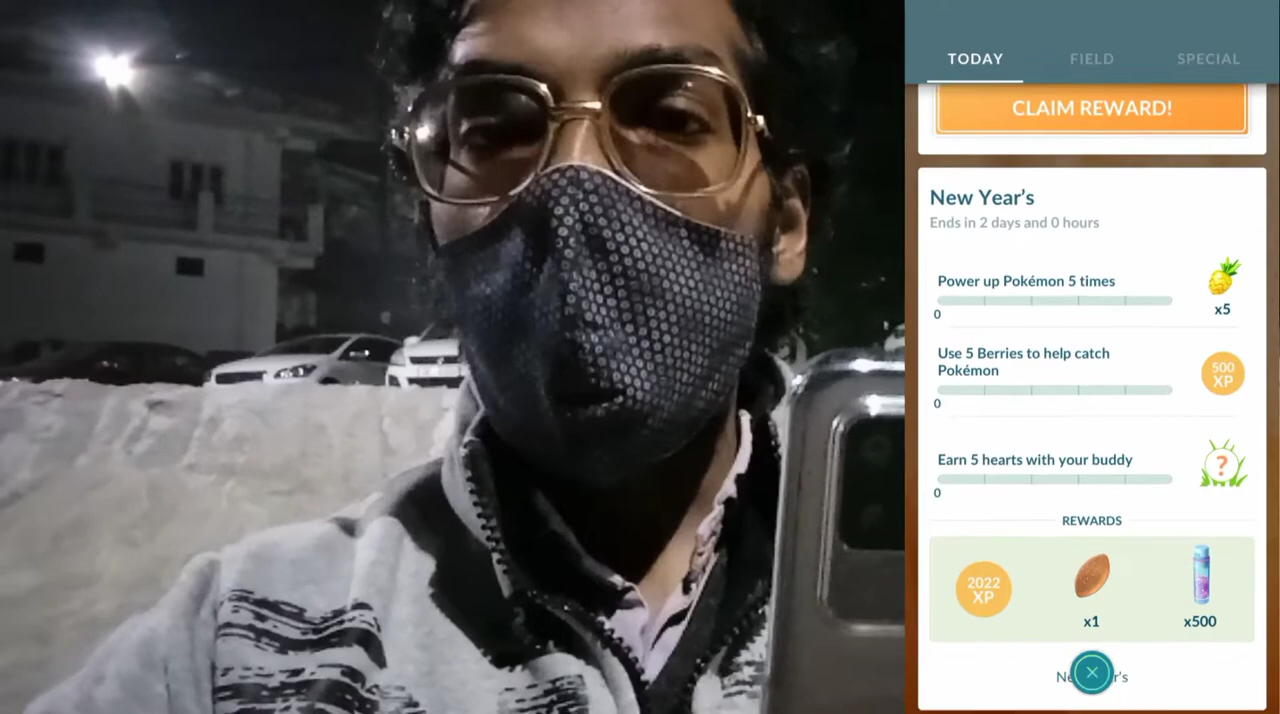 TODAY
FIELD
SPECIAL
CLAIM REWARD!
New Year's
Ends in 2 days and 0 hours
Power up Pokémon 5 times
0
x5
Use 5 Berries to help catch
Pokémon
0
500
XP
Earn 5 hearts with your buddy
0
?
REWARDS
2022
XP
x1
x500